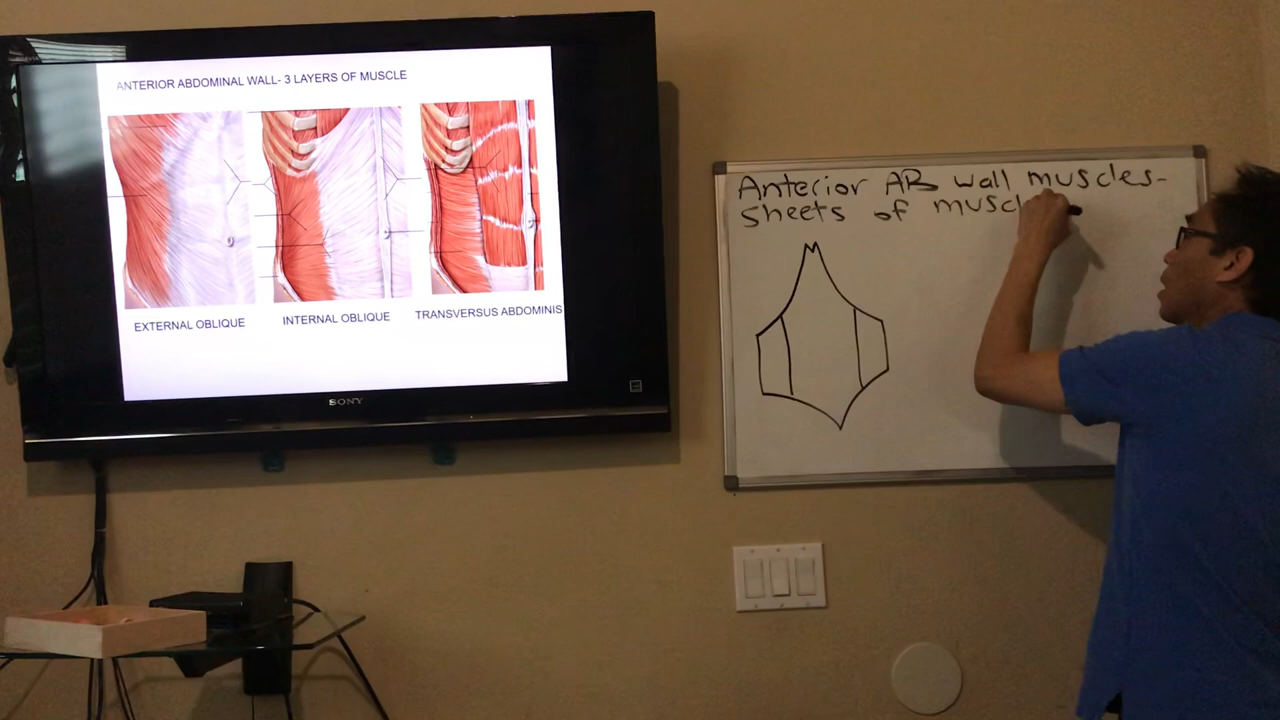 ANTERIOR ABDOMINAL WALL- 3 LAYERS OF MUSCLE
EXTERNAL OBLIQUE
INTERNAL OBLIQUE
TRANSVERSUS ABDOMINIS
SONY
Anterior AB wall muscles-
sheets of muscl